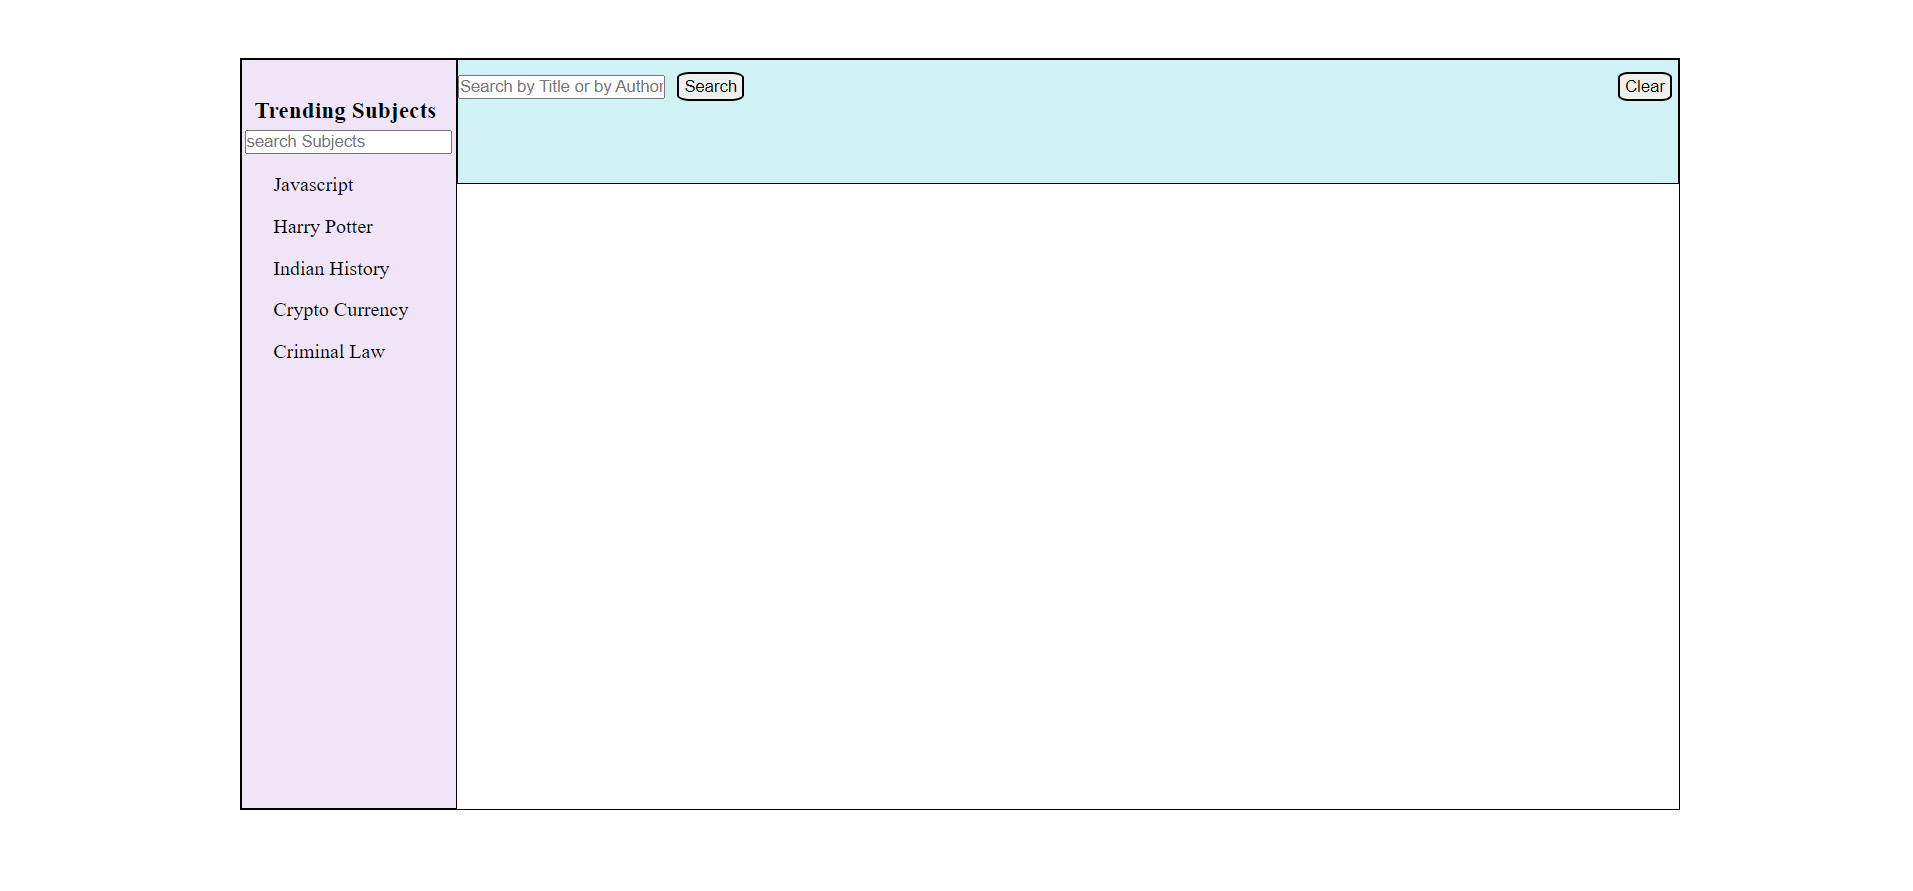 Trending Subjects
search Subjects
Javascript
Harry Potter
Indian History
Crypto Currency
Criminal Law
Search by Title or by Author
Search
Clear